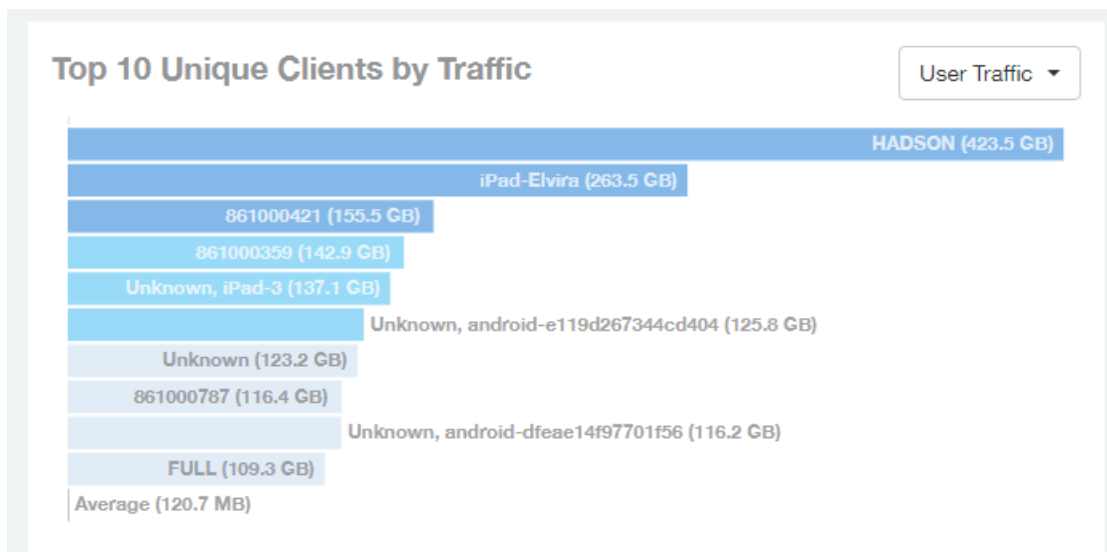 Top 10 Unique Clients by Traffic
User Traffic
HADSON (423.5 GB)
iPad-Elvira (263.5 GB)
861000421 (155.5 GB)
861000359 (142.9 GB)
Unknown, iPad-3 (137.1 GB)
Unknown, android-e119d267344cd404 (125.8 GB)
Unknown (123.2 GB)
861000787 (116.4 GB)
Unknown, android-dfeae14f97701f56 (116.2 GB)
FULL (109.3 GB)
Average (120.7 MB)